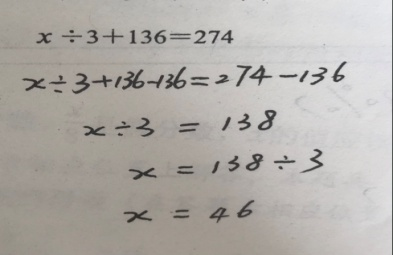 x÷3+136=274
x÷3+136-136=274-136
x÷3 = 138
x = 138÷3
x = 46